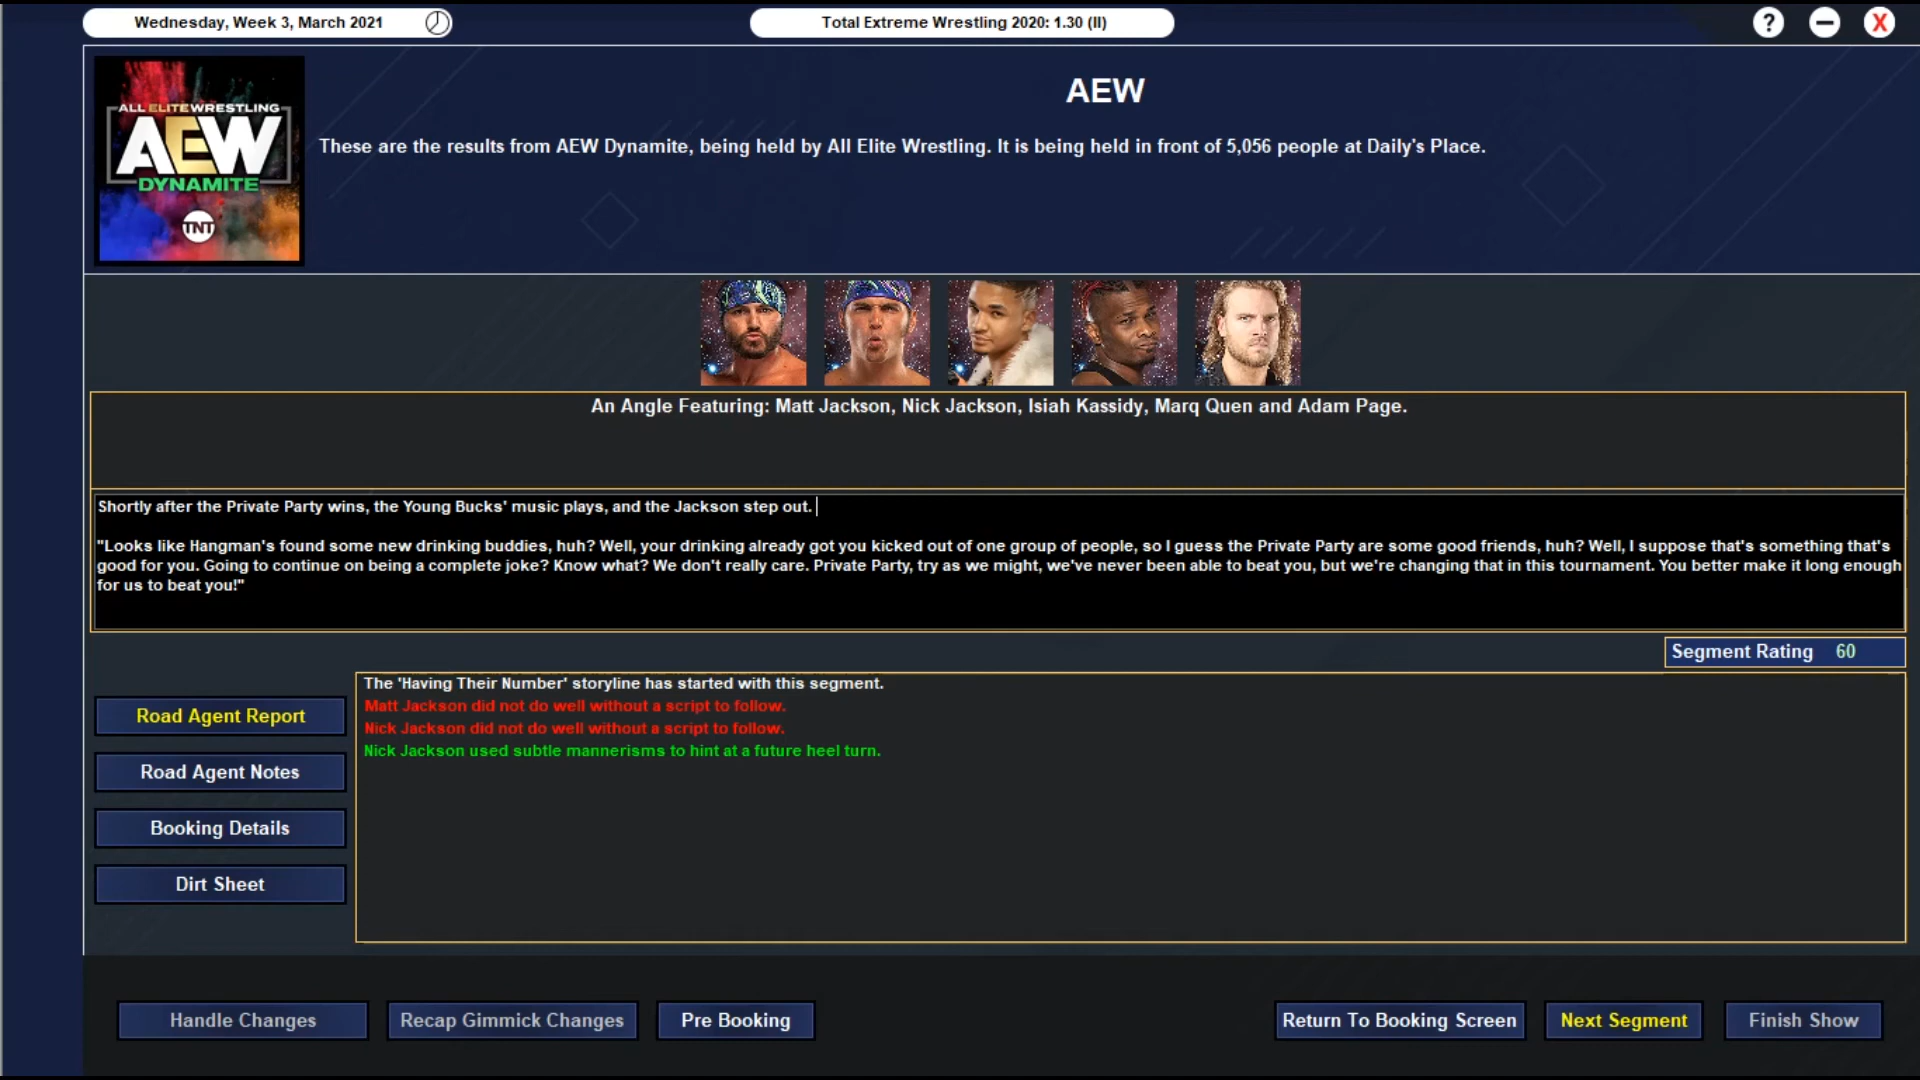 Wednesday, Week 3, March 2021
Total Extreme Wrestling 2020: 1.30 (II)
?
X
ALL ELITE WRESTLING
AEW
DYNAMITE
TNT
AEW
These are the results from AEW Dynamite, being held by All Elite Wrestling. It is being held in front of 5,056 people at Daily's Place.
An Angle Featuring: Matt Jackson, Nick Jackson, Isiah Kassidy, Marq Quen and Adam Page.
Shortly after the Private Party wins, the Young Bucks' music plays, and the Jackson step out.
"Looks like Hangman's found some new drinking buddies, huh? Well, your drinking already got you kicked out of one group of people, so I guess the Private Party are some good friends, huh? Well, I suppose that's something that's
good for you. Going to continue on being a complete joke? Know what? We don't really care. Private Party, try as we might, we've never been able to beat you, but we're changing that in this tournament. You better make it long enough
for us to beat you!"
Segment Rating 60
The 'Having Their Number' storyline has started with this segment.
Matt Jackson did not do well without a script to follow.
Nick Jackson did not do well without a script to follow.
Nick Jackson used subtle mannerisms to hint at a future heel turn.
Road Agent Report
Road Agent Notes
Booking Details
Dirt Sheet
Handle Changes
Recap Gimmick Changes
Pre Booking
Return To Booking Screen
Next Segment
Finish Show